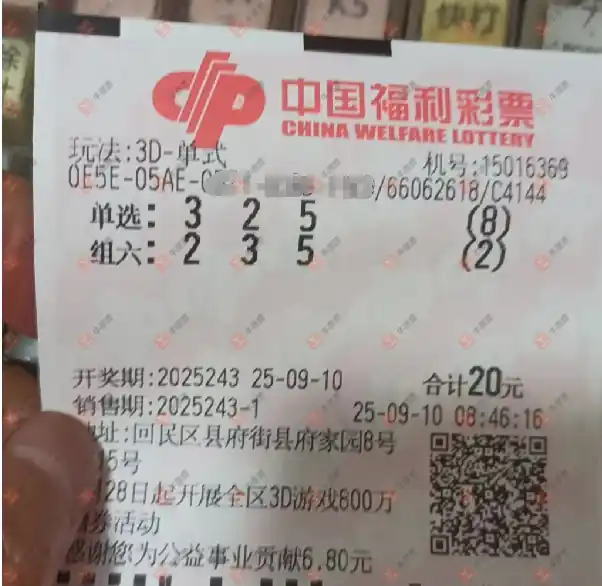 K5
快打
中国福利彩票
CHINA WELFARE LOTTERY
玩法:3D-单式
机号:15016369
0E5E-05AE-0 /66062618/C4144
单选: 3 2 5 (8)
组六: 2 3 5 (2)
开奖期:2025243 25-09-10 合计20元
销售期:2025243-1 25-09-10 08:46:16
址:回民区县府街县府家园8号
15号
28日起开展全区3D游戏800万
券活动
感谢您为公益事业贡献6.80元